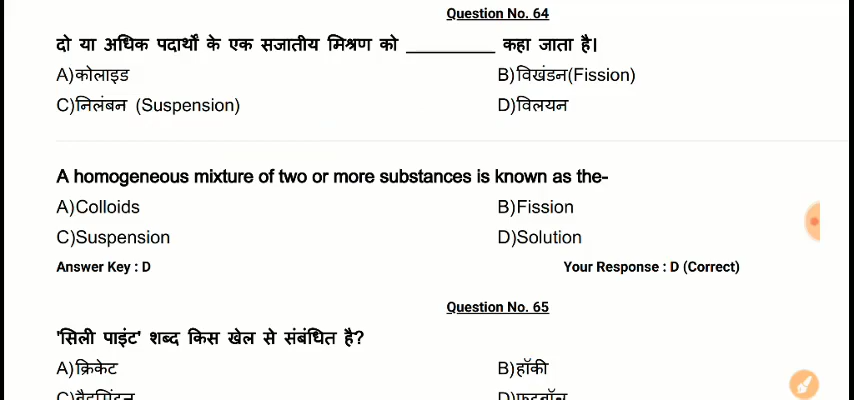 Question No. 64
दो या अधिक पदार्थों के एक सजातीय मिश्रण को __________ कहा जाता है।
A)कोलाइड B)विखंडन(Fission)
C)निलंबन (Suspension) D)विलयन
A homogeneous mixture of two or more substances is known as the-
A)Colloids B)Fission
C)Suspension D)Solution
Answer Key : D Your Response : D (Correct)
Question No. 65
'सिली पाइंट' शब्द किस खेल से संबंधित है?
A)क्रिकेट B)हॉकी